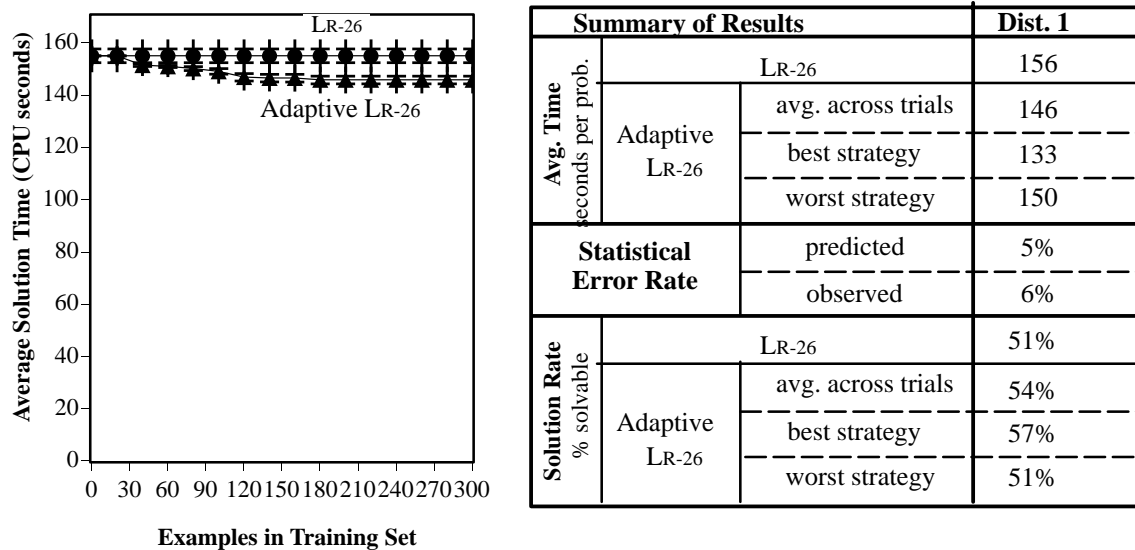 LR-26
Adaptive LR-26
Average Solution Time (CPU seconds)
160
140
120
100
80
60
40
20
0
0 30 60 90 120 150 180 210 240 270 300
Examples in Training Set
Summary of Results Dist. 1
Avg. Time
seconds per prob.
LR-26 156
Adaptive LR-26
avg. across trials 146
best strategy 133
worst strategy 150
Statistical
Error Rate
predicted 5%
observed 6%
Solution Rate
% solvable
LR-26 51%
Adaptive LR-26
avg. across trials 54%
best strategy 57%
worst strategy 51%